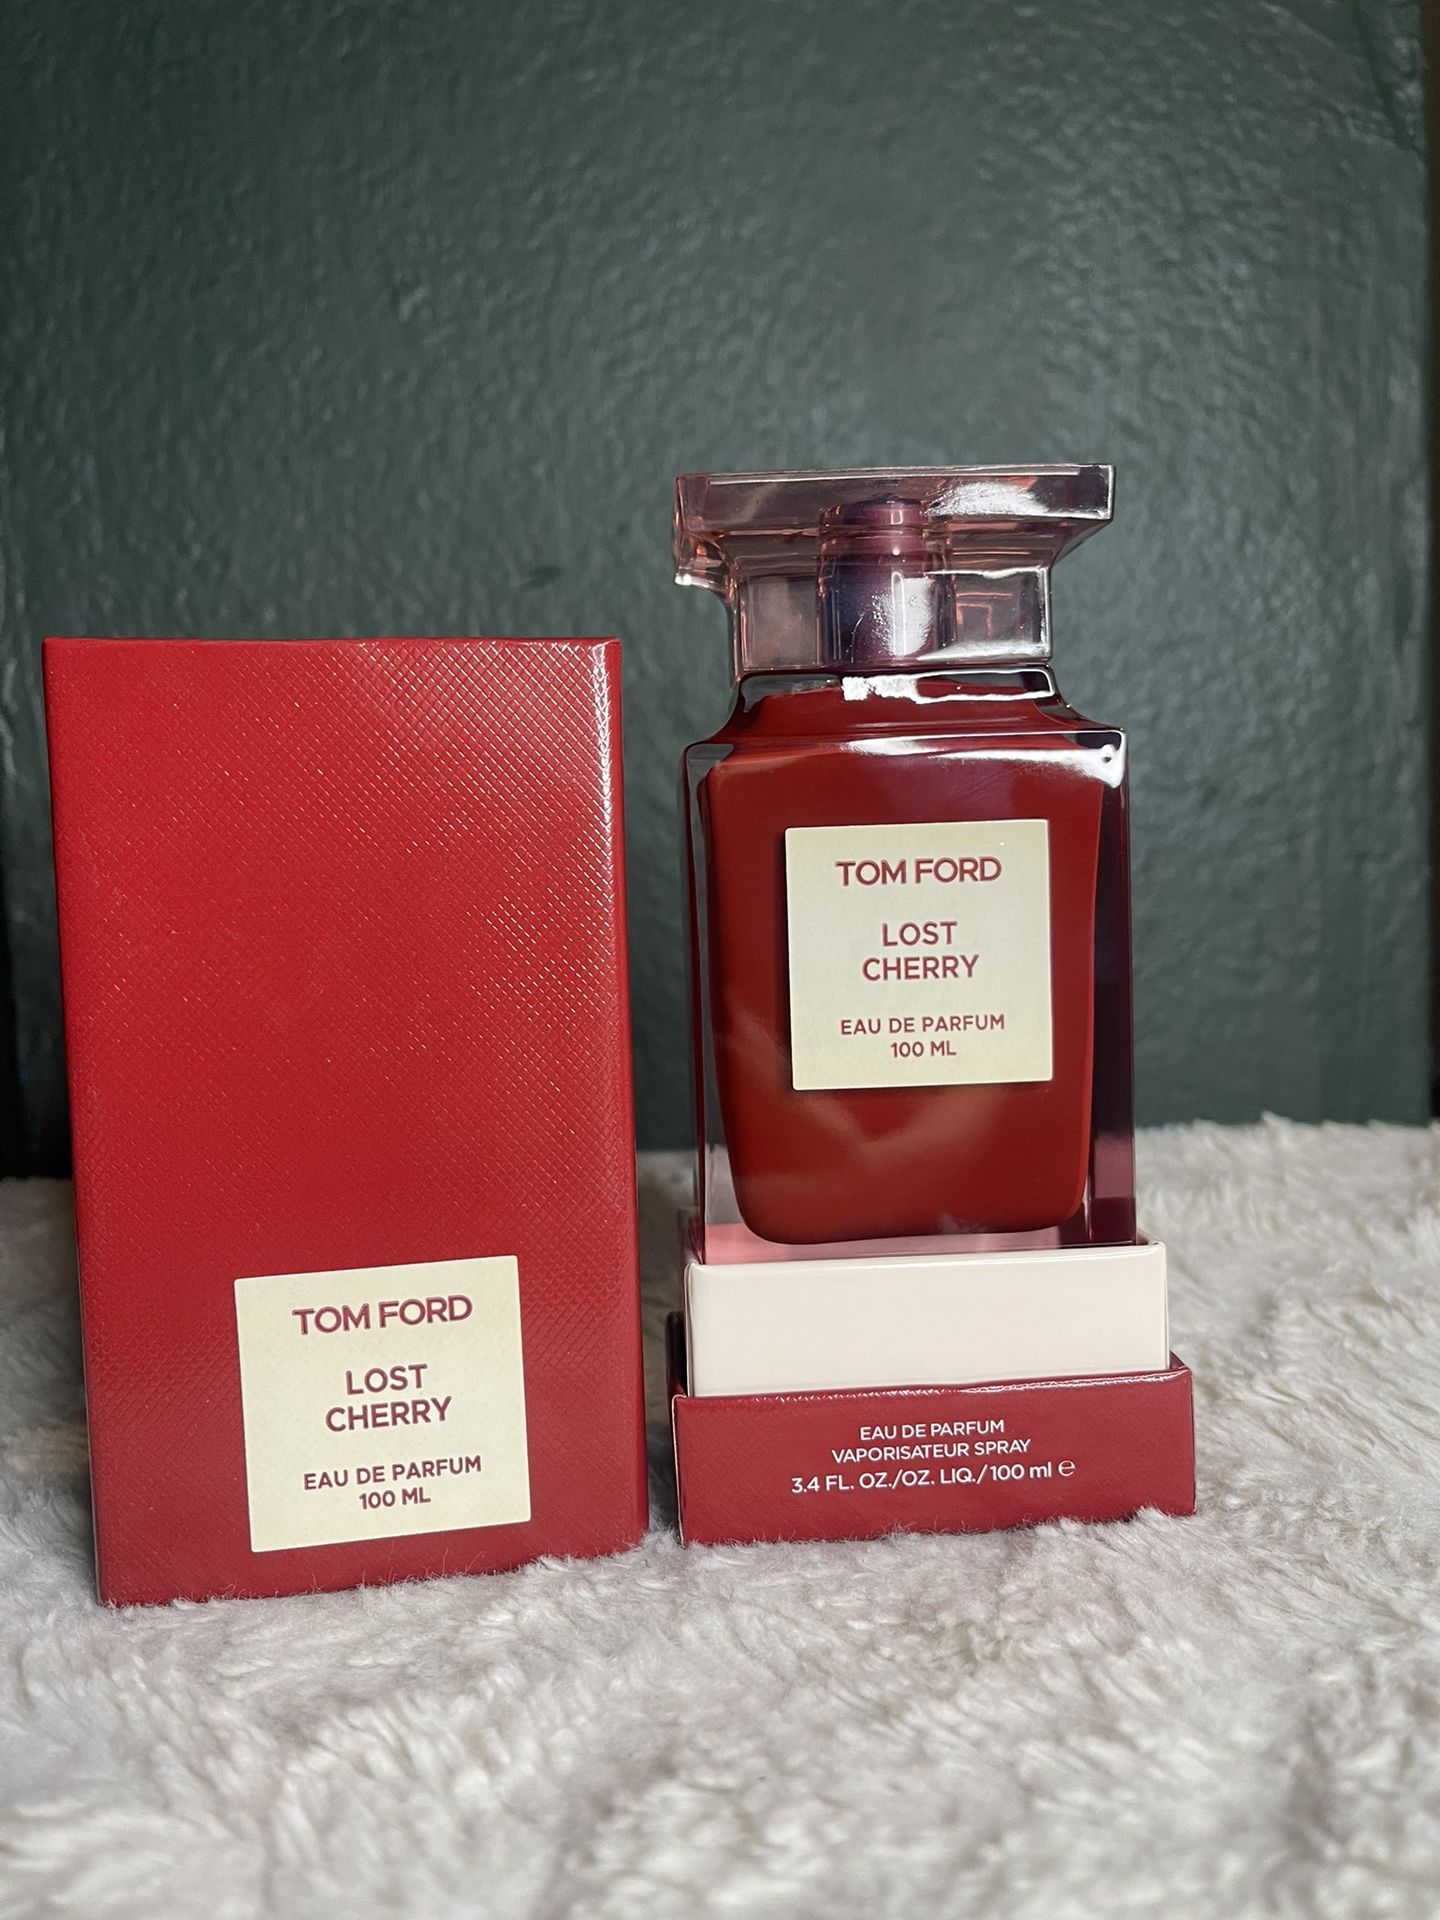 TOM FORD
LOST
CHERRY
EAU DE PARFUM
100 ML
TOM FORD
LOST
CHERRY
EAU DE PARFUM
100 ML
EAU DE PARFUM
VAPORISATEUR SPRAY
3.4 FL. OZ./OZ. LIQ./100 ml ℮